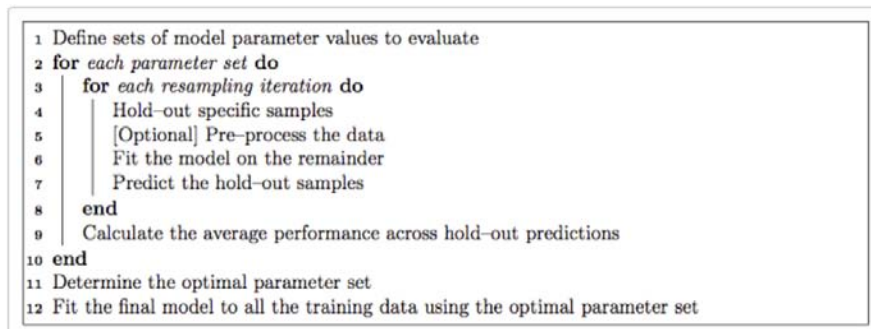 1 Define sets of model parameter values to evaluate
2 for each parameter set do
3 for each resampling iteration do
4 Hold–out specific samples
5 [Optional] Pre–process the data
6 Fit the model on the remainder
7 Predict the hold–out samples
8 end
9 Calculate the average performance across hold–out predictions
10 end
11 Determine the optimal parameter set
12 Fit the final model to all the training data using the optimal parameter set